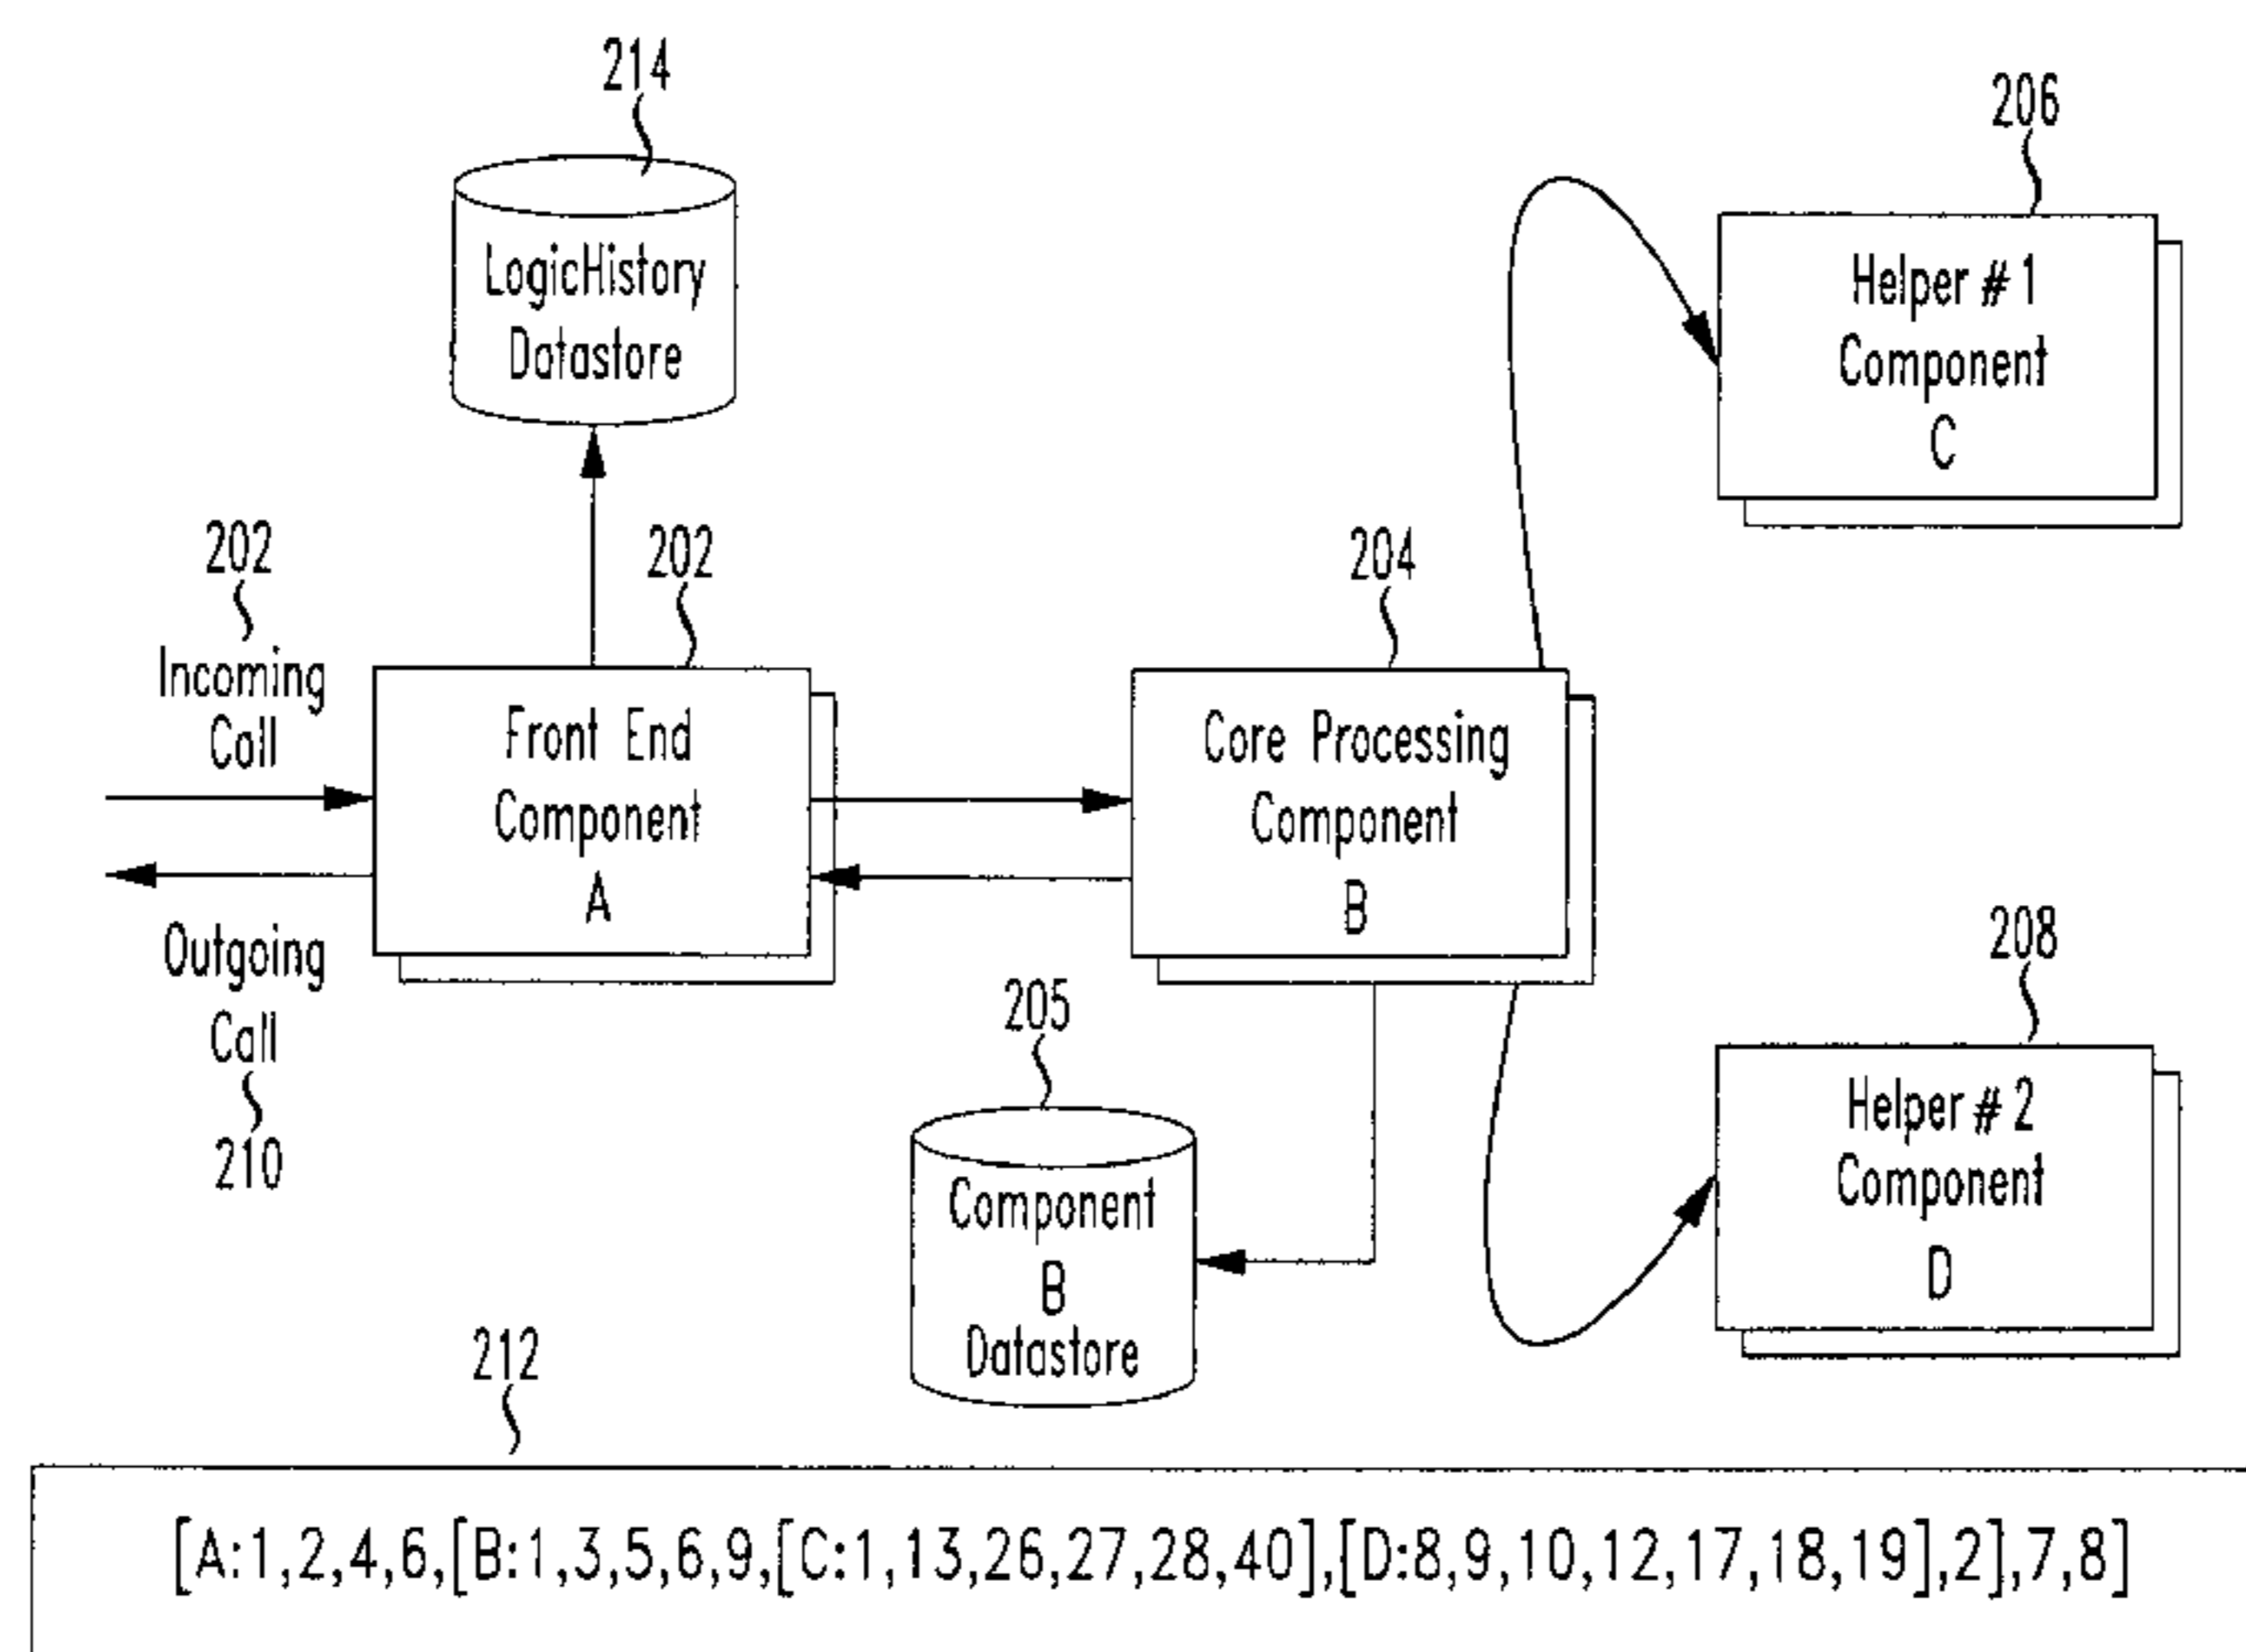 214
LogicHistory
Datastore
206
Helper # 1
Component
C
202
Incoming
Call
202
Front End
Component
A
204
Core Processing
Component
B
Outgoing
Call
210
205
Component
B
Datastore
208
Helper # 2
Component
D
212
[A:1,2,4,6,[B:1,3,5,6,9,[C:1,13,26,27,28,40],[D:8,9,10,12,17,18,19],2],7,8]